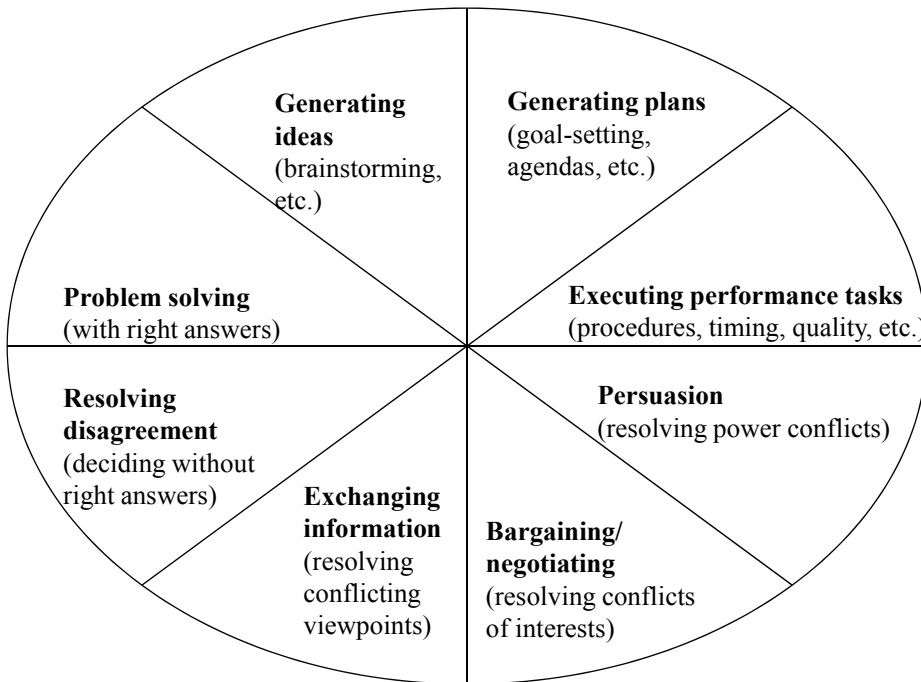 Generating
ideas
(brainstorming,
etc.)
Generating plans
(goal-setting,
agendas, etc.)
Problem solving
(with right answers)
Executing performance tasks
(procedures, timing, quality, etc.)
Resolving
disagreement
(deciding without
right answers)
Persuasion
(resolving power conflicts)
Exchanging
information
(resolving
conflicting
viewpoints)
Bargaining/
negotiating
(resolving conflicts
of interests)